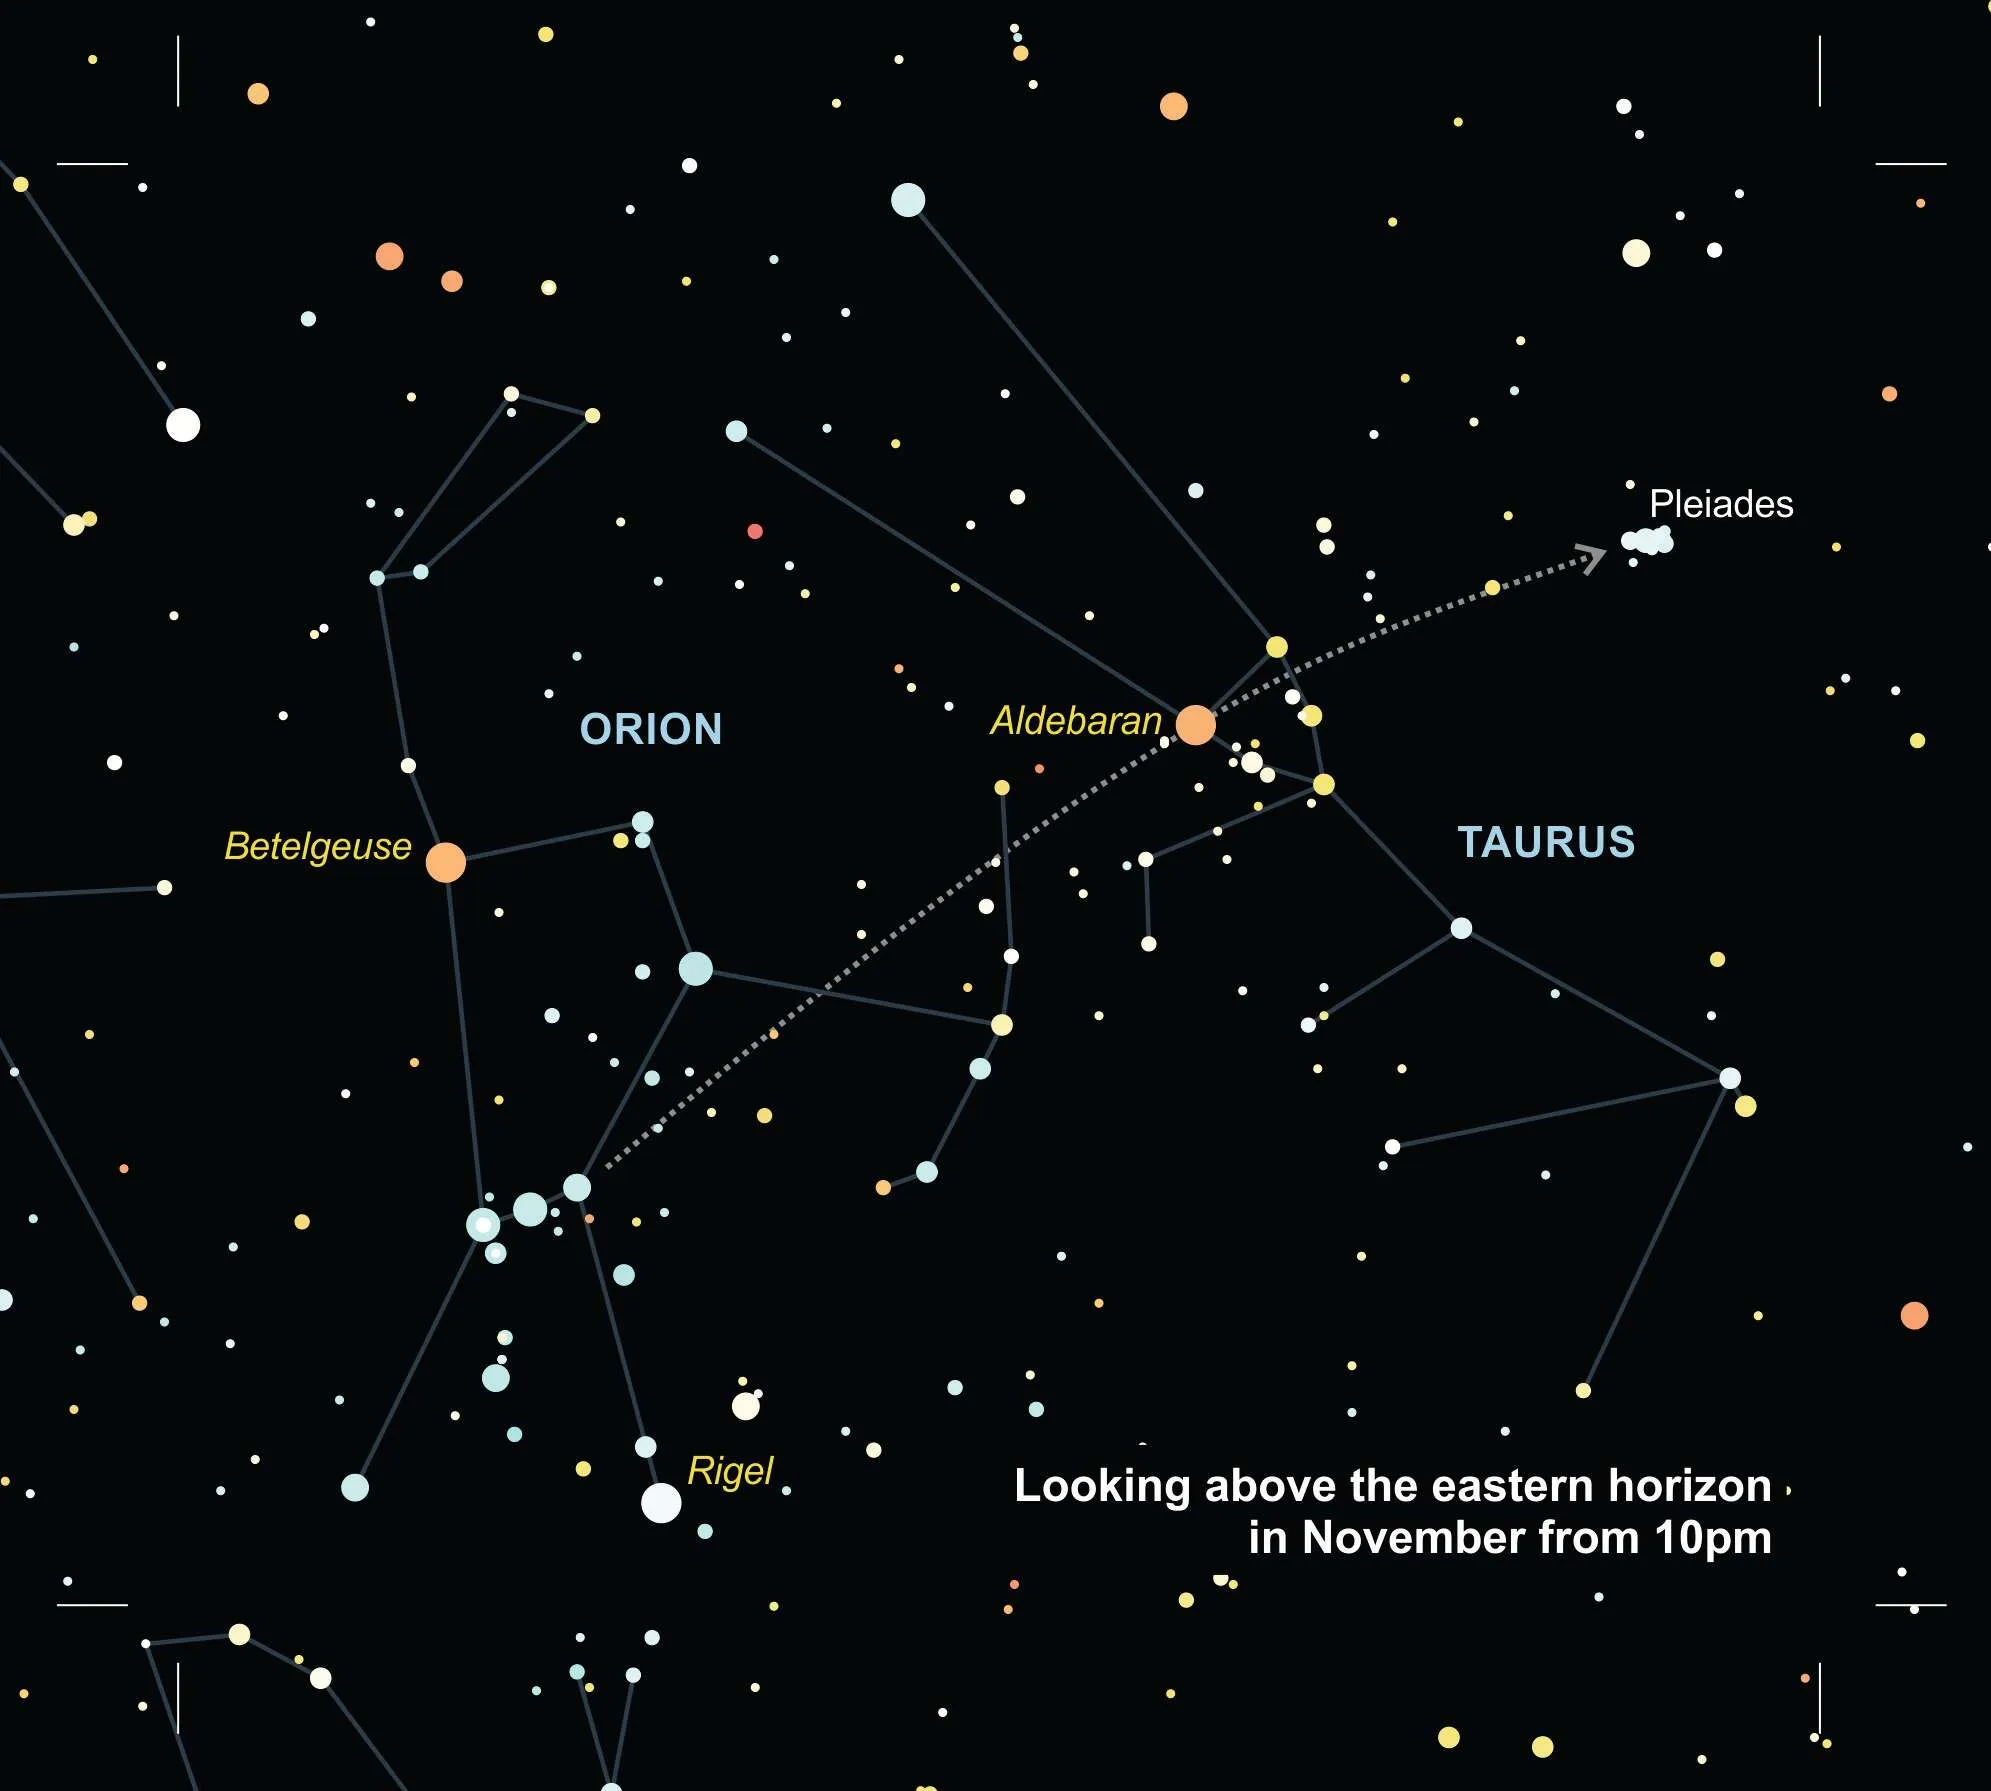 Pleiades
ORION
Aldebaran
Betelgeuse
TAURUS
Rigel
Looking above the eastern horizon
in November from 10pm